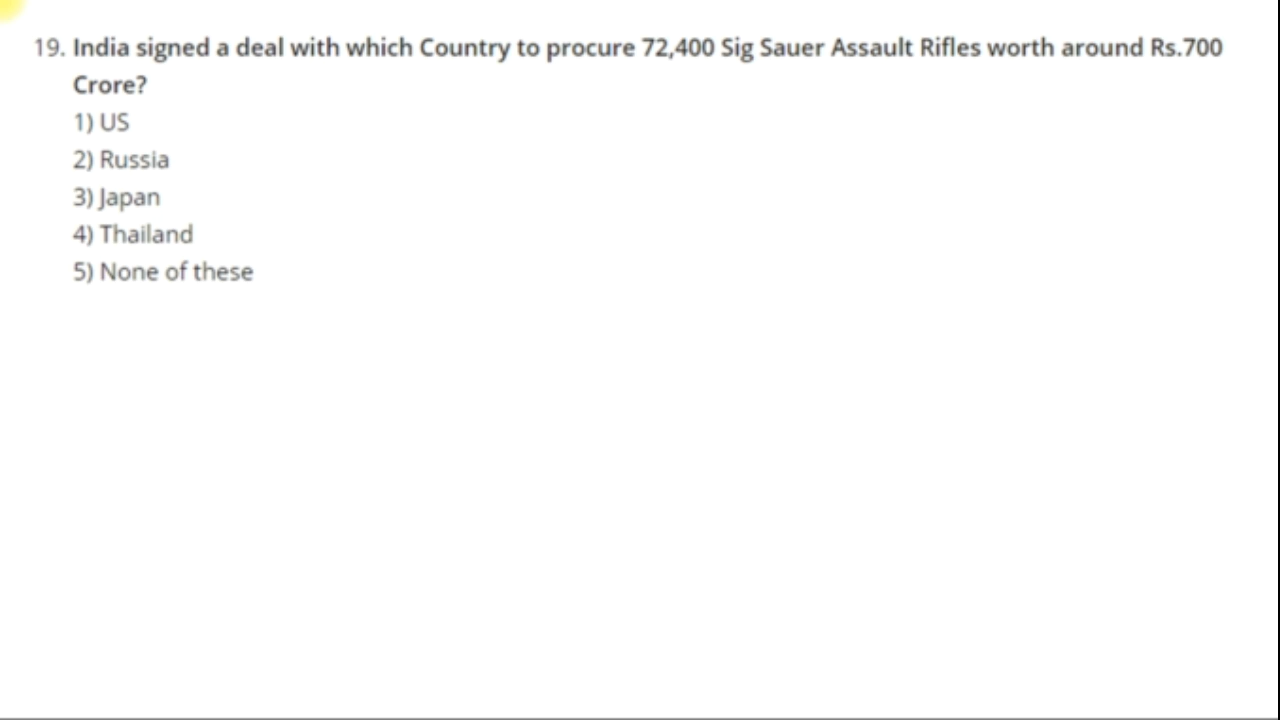 19. India signed a deal with which Country to procure 72,400 Sig Sauer Assault Rifles worth around Rs.700
Crore?
1) US
2) Russia
3) Japan
4) Thailand
5) None of these